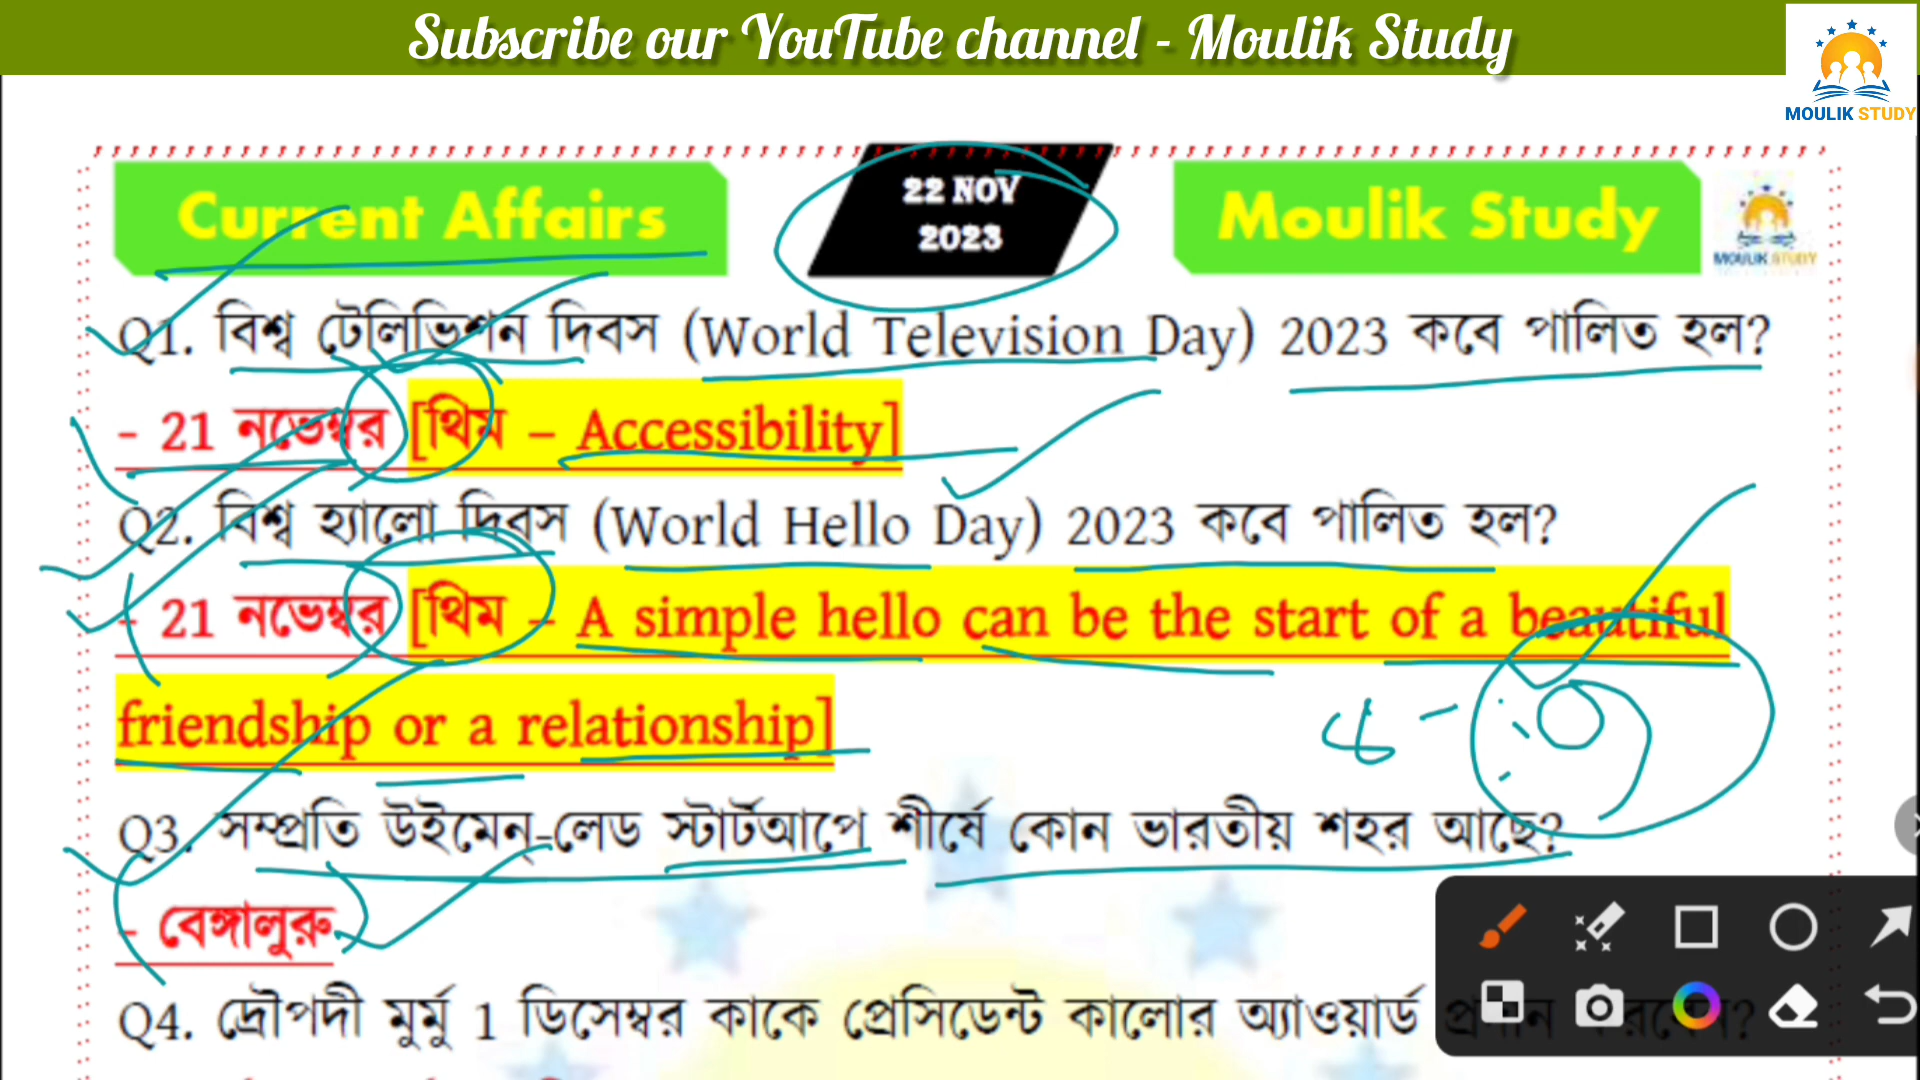 Subscribe our YouTube channel - Moulik Study
MOULIK STUDY
Current Affairs
22 NOV
2023
Moulik Study
MOULIK STUDY
Q1. বিশ্ব টেলিভিশন দিবস (World Television Day) 2023 কবে পালিত হল?
- 21 নভেম্বর [থিম – Accessibility]
Q2. বিশ্ব হ্যালো দিবস (World Hello Day) 2023 কবে পালিত হল?
- 21 নভেম্বর [থিম – A simple hello can be the start of a beautiful
friendship or a relationship]
Q3. সম্প্রতি উইমেন্-লেড স্টার্টআপে শীর্ষে কোন ভারতীয় শহর আছে?
- বেঙ্গালুরু
Q4. দ্রৌপদী মুর্মু 1 ডিসেম্বর কাকে প্রেসিডেন্ট কালোর অ্যাওয়ার্ড